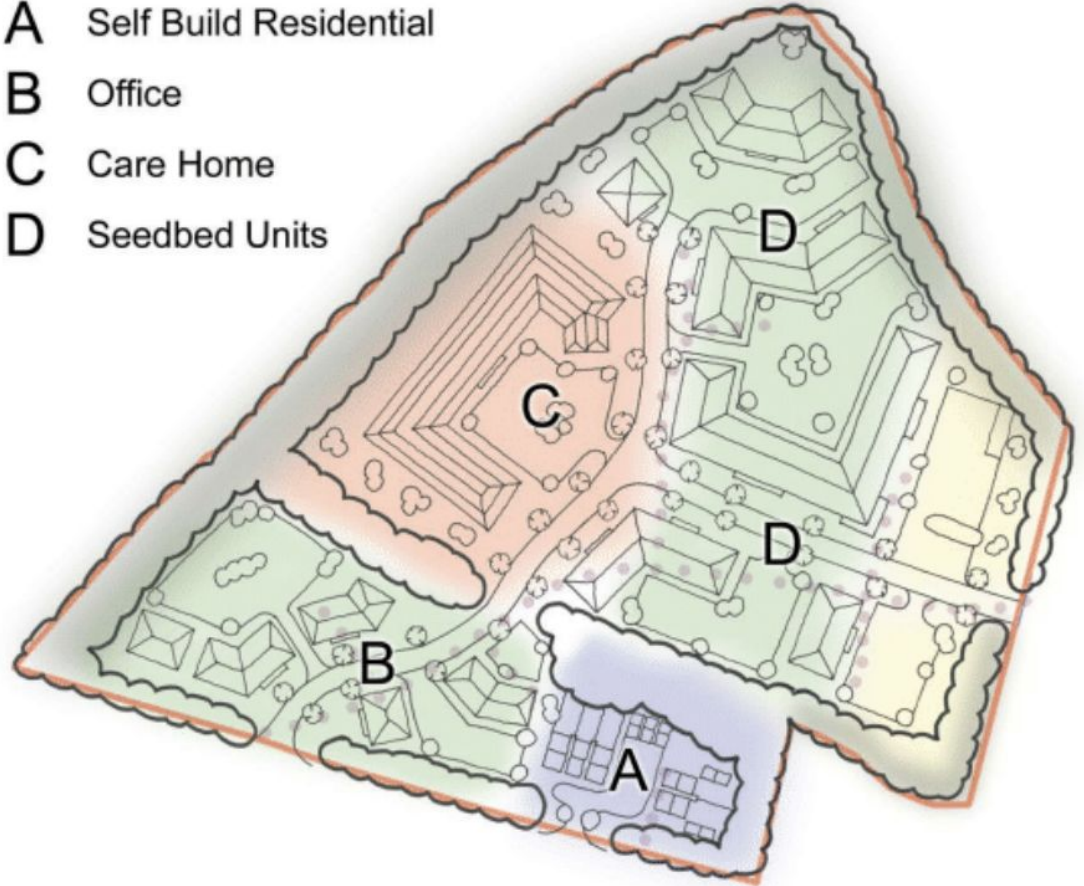 A Self Build Residential
B Office
C Care Home
D Seedbed Units
D
C
D
B
A